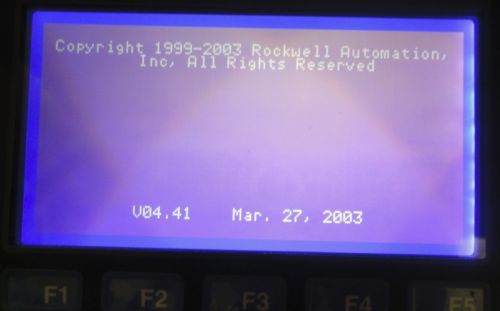 Copyright 1999-2003 Rockwell Automation,
Inc, All Rights Reserved
V04.41 Mar. 27, 2003
F1 F2 F3 F4 F5